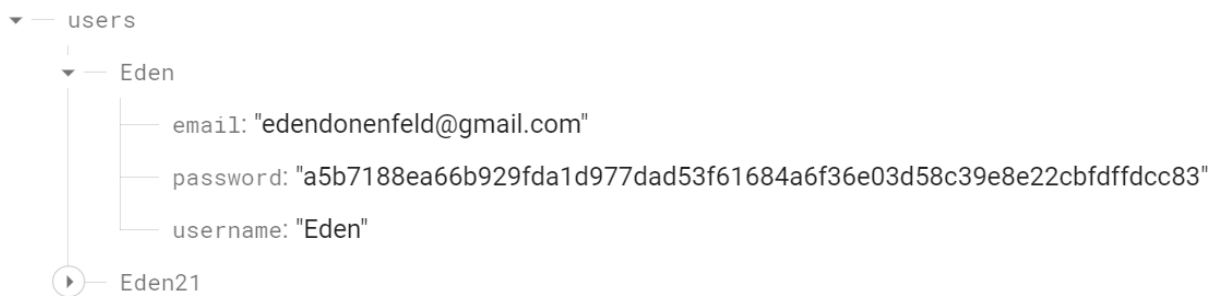 users
Eden
email: "edendonenfeld@gmail.com"
password: "a5b7188ea66b929fda1d977dad53f61684a6f36e03d58c39e8e22cbfdffdcc83"
username: "Eden"
Eden21